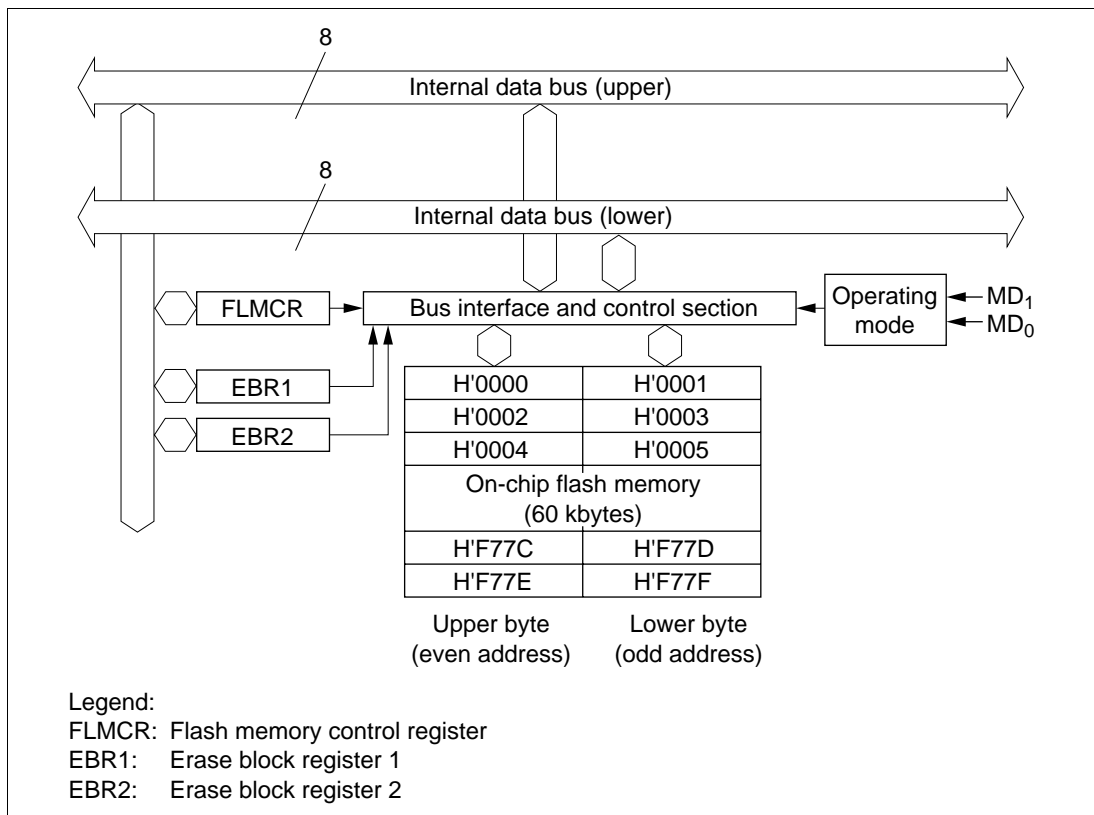 8
Internal data bus (upper)
8
Internal data bus (lower)
FLMCR
Bus interface and control section
Operating
mode
MD1
MD0
EBR1
EBR2
H'0000 H'0001
H'0002 H'0003
H'0004 H'0005
On-chip flash memory
(60 kbytes)
H'F77C H'F77D
H'F77E H'F77F
Upper byte
(even address)
Lower byte
(odd address)
Legend:
FLMCR: Flash memory control register
EBR1: Erase block register 1
EBR2: Erase block register 2